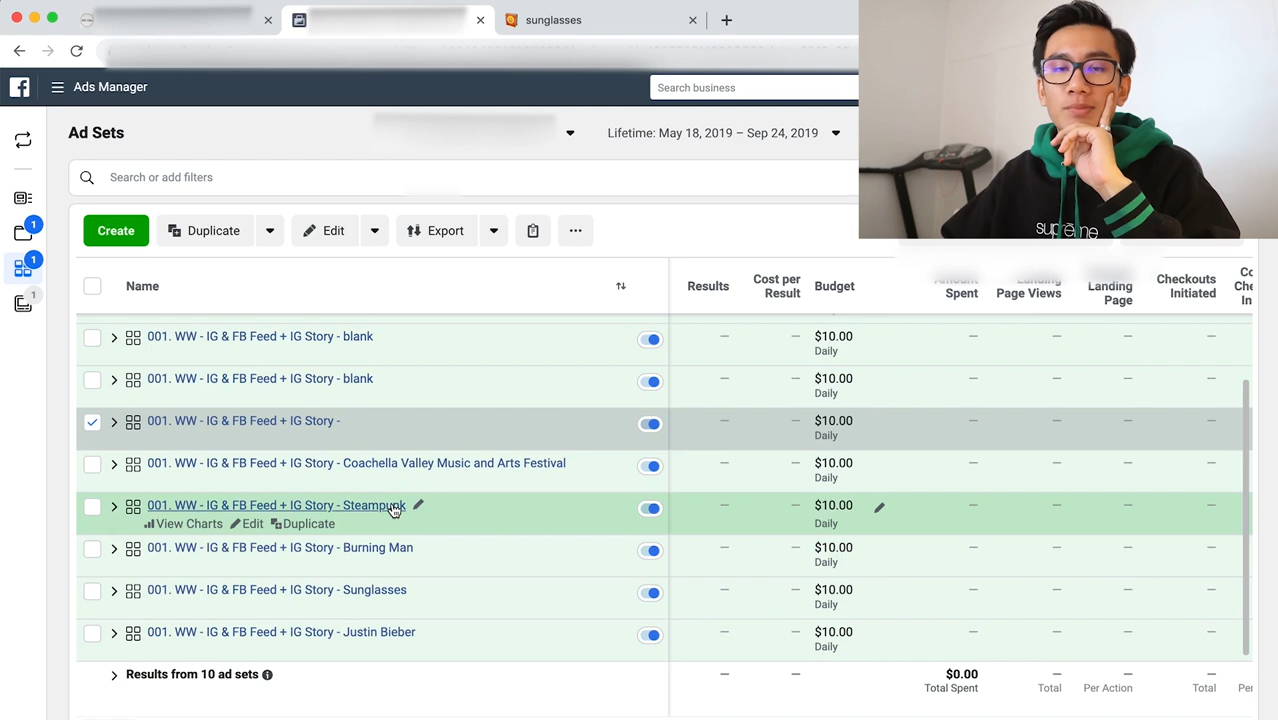 sunglasses
Ads Manager
Search business
Ad Sets
Lifetime: May 18, 2019 – Sep 24, 2019
Search or add filters
Create
Duplicate
Edit
Export
1
1
1
Name
Results
Cost per Result
Budget
Amount Spent
Landing Page Views
Landing Page
Checkouts Initiated
001. WW - IG & FB Feed + IG Story - blank
— — $10.00 — — — —
Daily
001. WW - IG & FB Feed + IG Story - blank
— — $10.00 — — — —
Daily
001. WW - IG & FB Feed + IG Story -
— — $10.00 — — — —
Daily
001. WW - IG & FB Feed + IG Story - Coachella Valley Music and Arts Festival
— — $10.00 — — — —
Daily
001. WW - IG & FB Feed + IG Story - Steampunk
— — $10.00 — — — —
View Charts Edit Duplicate
Daily
001. WW - IG & FB Feed + IG Story - Burning Man
— — $10.00 — — — —
Daily
001. WW - IG & FB Feed + IG Story - Sunglasses
— — $10.00 — — — —
Daily
001. WW - IG & FB Feed + IG Story - Justin Bieber
— — $10.00 — — — —
Daily
Results from 10 ad sets
— — $0.00 — — —
Total Spent
Total
Per Action
Total
Per
supreme